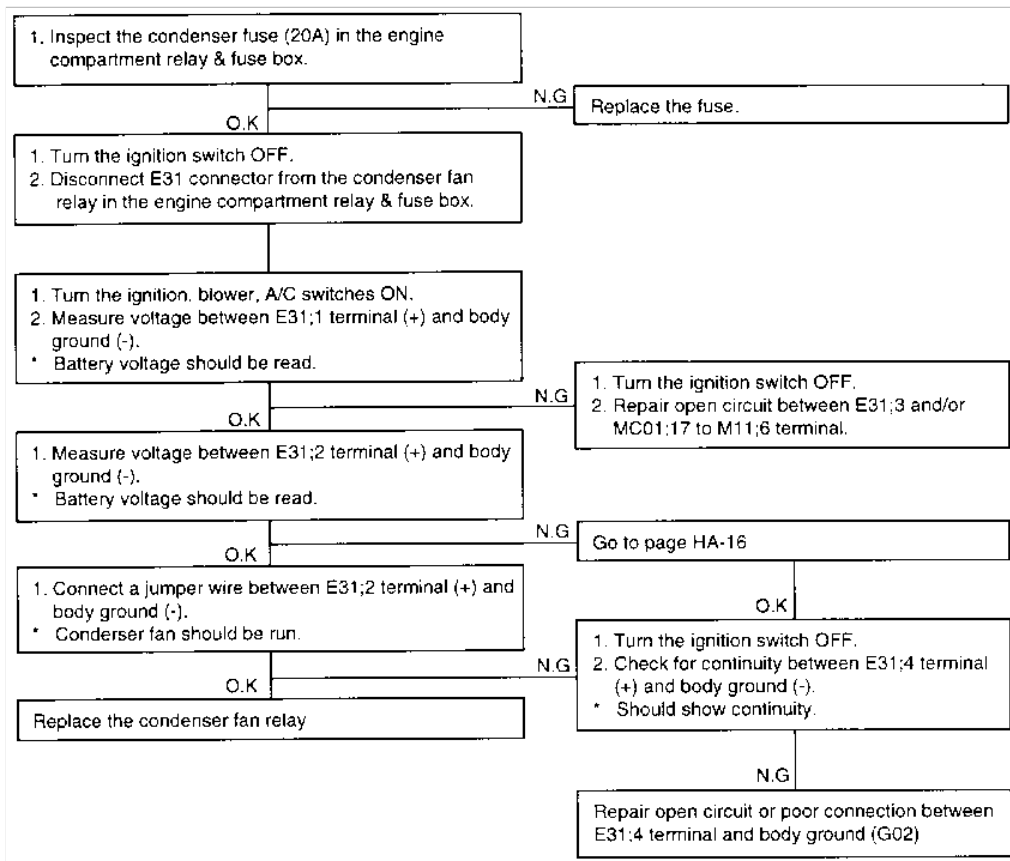 1. Inspect the condenser fuse (20A) in the engine
compartment relay & fuse box.
N.G
Replace the fuse.
O.K
1. Turn the ignition switch OFF.
2. Disconnect E31 connector from the condenser fan
relay in the engine compartment relay & fuse box.
1. Turn the ignition, blower, A/C switches ON.
2. Measure voltage between E31;1 terminal (+) and body
ground (-).
* Battery voltage should be read.
N.G
1. Turn the ignition switch OFF.
2. Repair open circuit between E31;3 and/or
MC01;17 to M11;6 terminal.
O.K
1. Measure voltage between E31;2 terminal (+) and body
ground (-).
* Battery voltage should be read.
N.G
Go to page HA-16
O.K
1. Connect a jumper wire between E31;2 terminal (+) and
body ground (-).
* Conderser fan should be run.
O.K
1. Turn the ignition switch OFF.
2. Check for continuity between E31;4 terminal
(+) and body ground (-).
* Should show continuity.
N.G
O.K
Replace the condenser fan relay
N.G
Repair open circuit or poor connection between
E31;4 terminal and body ground (G02)